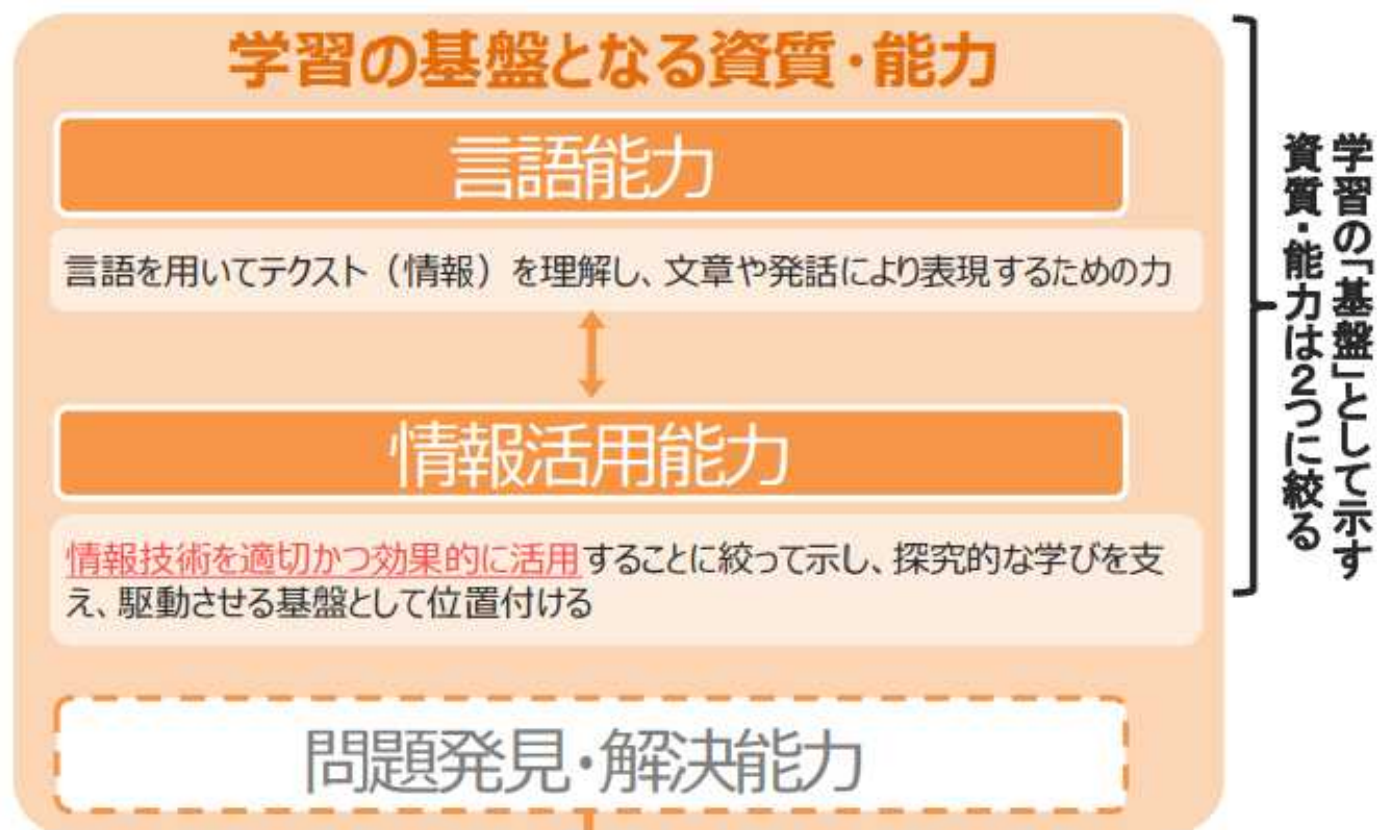 学習の基盤となる資質・能力
言語能力
言語を用いてテクスト（情報）を理解し、文章や発話により表現するための力
情報活用能力
情報技術を適切かつ効果的に活用することに絞って示し、探究的な学びを支
え、駆動させる基盤として位置付ける
問題発見・解決能力
学習の「基盤」として示す
資質・能力は２つに絞る